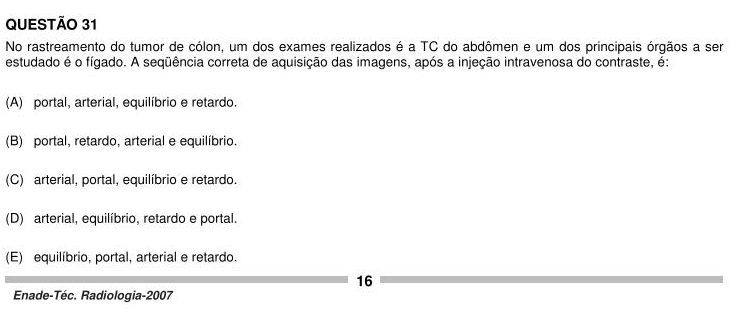 QUESTÃO 31
No rastreamento do tumor de cólon, um dos exames realizados é a TC do abdômen e um dos principais órgãos a ser
estudado é o fígado. A seqüência correta de aquisição das imagens, após a injeção intravenosa do contraste, é:
(A) portal, arterial, equilíbrio e retardo.
(B) portal, retardo, arterial e equilíbrio.
(C) arterial, portal, equilíbrio e retardo.
(D) arterial, equilíbrio, retardo e portal.
(E) equilíbrio, portal, arterial e retardo.
16
Enade-Téc. Radiologia-2007